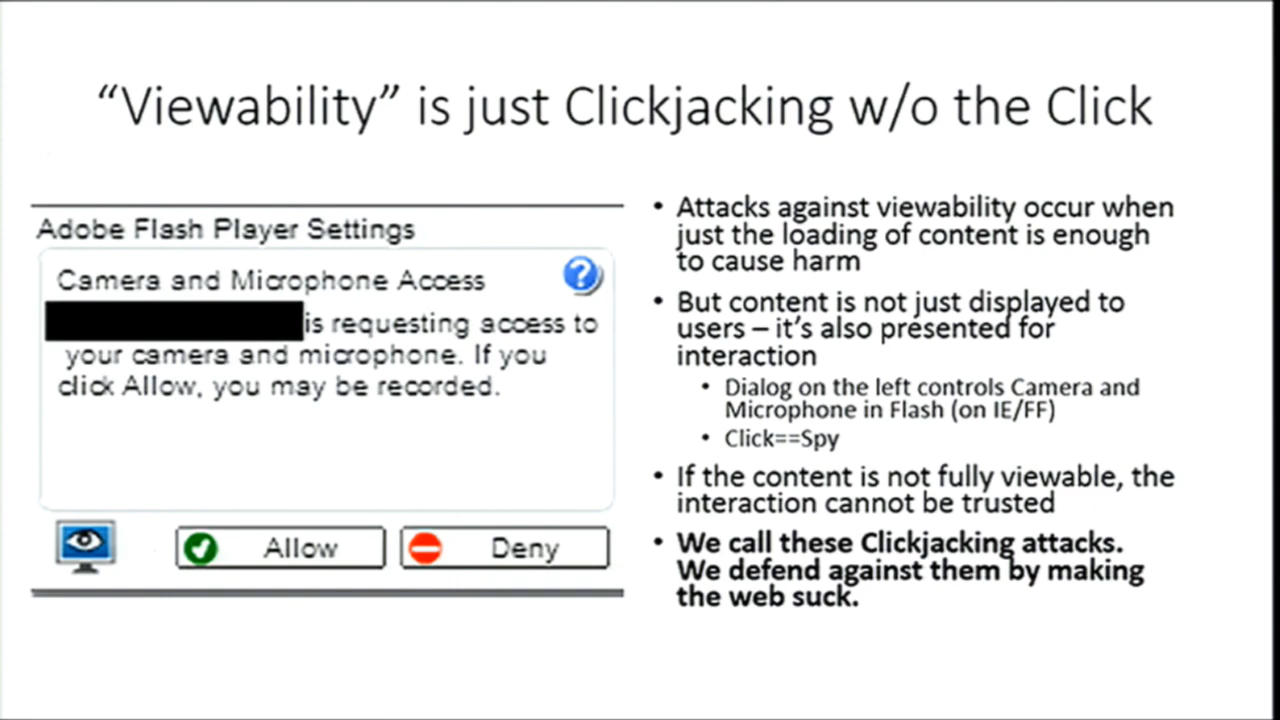 “Viewability” is just Clickjacking w/o the Click
Adobe Flash Player Settings
Camera and Microphone Access
is requesting access to
your camera and microphone. If you
click Allow, you may be recorded.
Allow
Deny
• Attacks against viewability occur when
just the loading of content is enough
to cause harm
• But content is not just displayed to
users – it’s also presented for
interaction
• Dialog on the left controls Camera and
Microphone in Flash (on IE/FF)
• Click==Spy
• If the content is not fully viewable, the
interaction cannot be trusted
• We call these Clickjacking attacks.
We defend against them by making
the web suck.